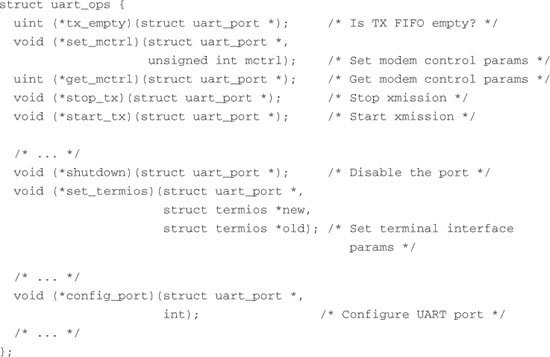 struct uart_ops {
  uint (*tx_empty)(struct uart_port *);     /* Is TX FIFO empty? */
  void (*set_mctrl)(struct uart_port *,
                    unsigned int mctrl);    /* Set modem control params */
  uint (*get_mctrl)(struct uart_port *);    /* Get modem control params */
  void (*stop_tx)(struct uart_port *);      /* Stop xmission */
  void (*start_tx)(struct uart_port *);     /* Start xmission */

  /* ... */
  void (*shutdown)(struct uart_port *);     /* Disable the port */
  void (*set_termios)(struct uart_port *,
                      struct termios *new,
                      struct termios *old); /* Set terminal interface
                                               params */

  /* ... */
  void (*config_port)(struct uart_port *,
                      int);                /* Configure UART port */
  /* ... */
};